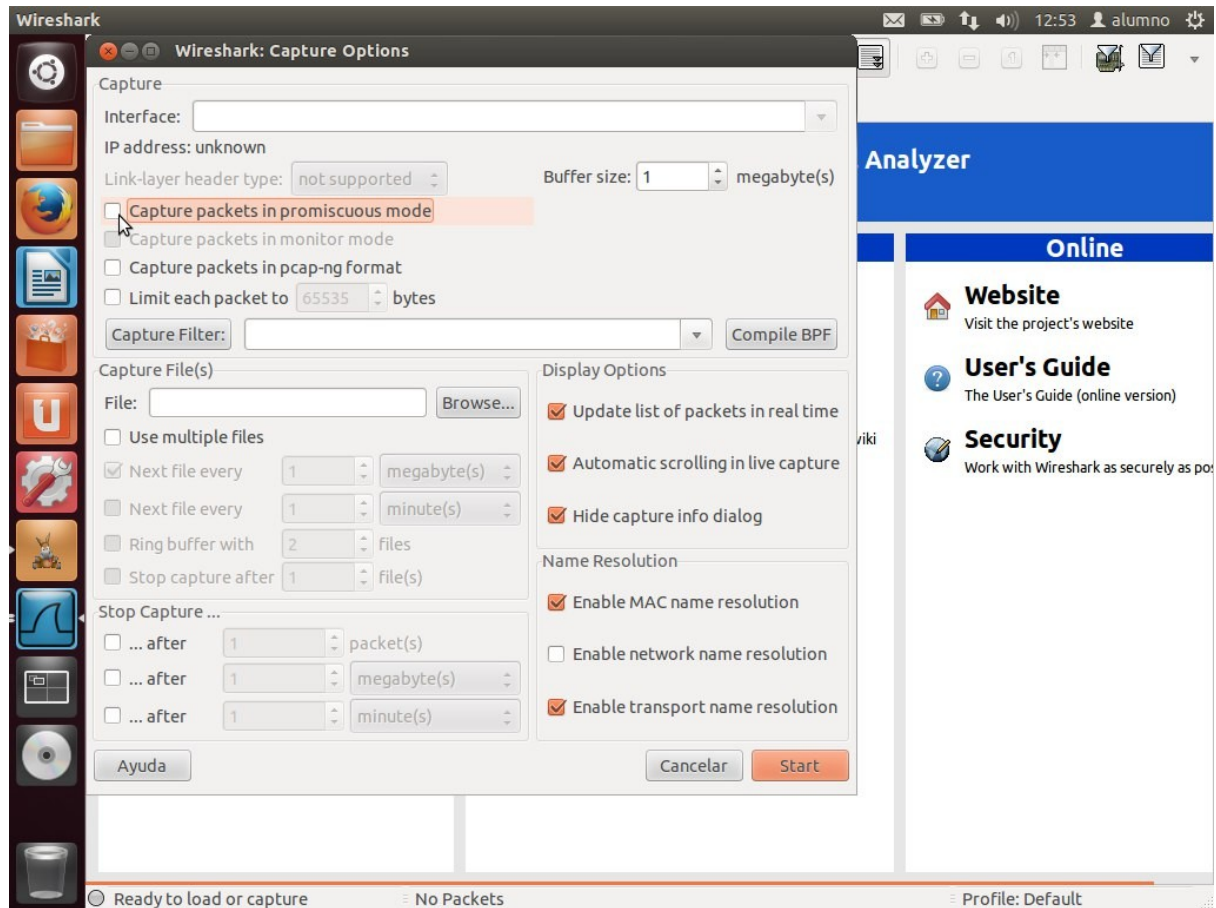 Wireshark
12:53 alumno
Wireshark: Capture Options
Capture
Interface:
IP address: unknown
Link-layer header type: not supported
Buffer size: 1 megabyte(s)
Capture packets in promiscuous mode
Capture packets in monitor mode
Capture packets in pcap-ng format
Limit each packet to 65535 bytes
Capture Filter:
Compile BPF
Capture File(s)
File:
Browse...
Use multiple files
Next file every 1 megabyte(s)
Next file every 1 minute(s)
Ring buffer with 2 files
Stop capture after 1 file(s)
Stop Capture ...
... after 1 packet(s)
... after 1 megabyte(s)
... after 1 minute(s)
Display Options
Update list of packets in real time
Automatic scrolling in live capture
Hide capture info dialog
Name Resolution
Enable MAC name resolution
Enable network name resolution
Enable transport name resolution
Ayuda
Cancelar
Start
Analyzer
viki
Online
Website
Visit the project's website
User's Guide
The User's Guide (online version)
Security
Work with Wireshark as securely as pos
Ready to load or capture
No Packets
Profile: Default